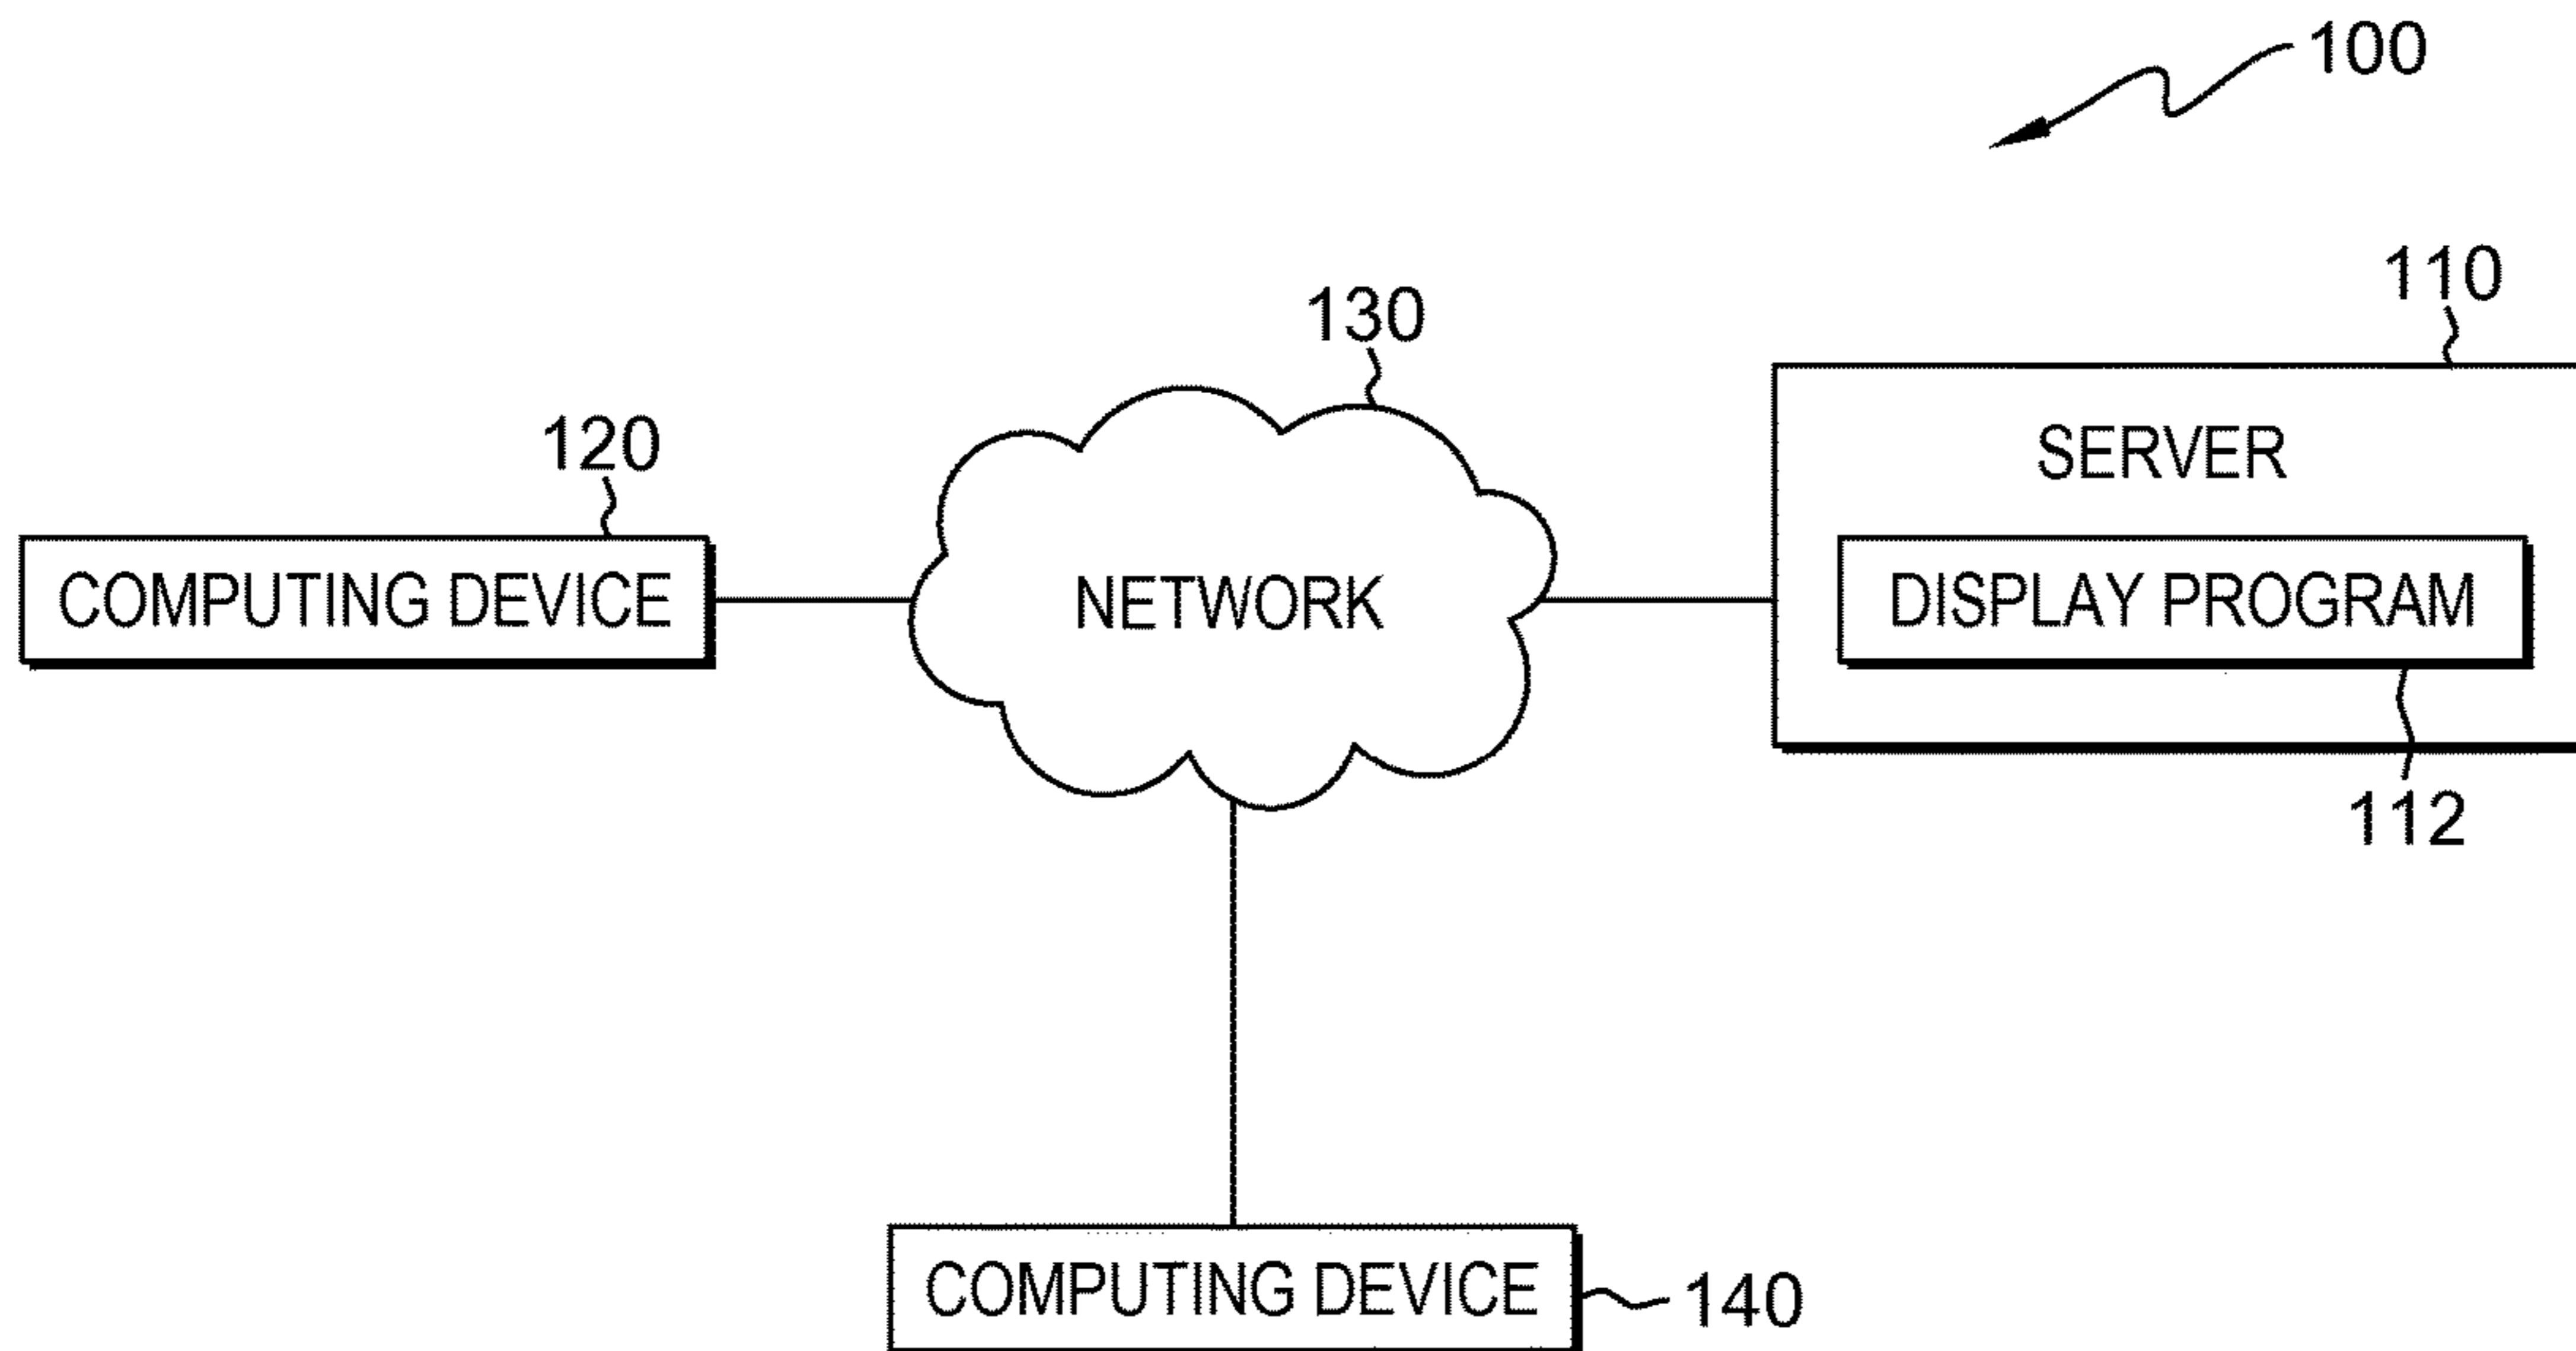 100
110
130
SERVER
120
COMPUTING DEVICE
NETWORK
DISPLAY PROGRAM
112
COMPUTING DEVICE
140